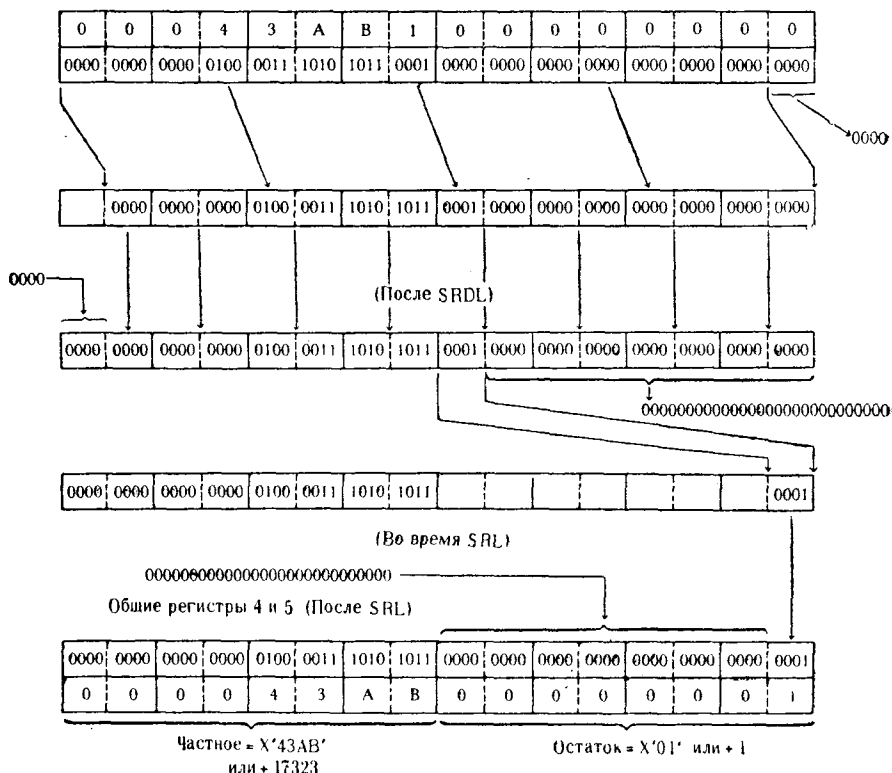 0 0 0 4 3 A B 1 0 0 0 0 0 0 0 0
0000 0000 0000 0100 0011 1010 1011 0001 0000 0000 0000 0000 0000 0000 0000 0000
0000
0000 0000 0000 0100 0011 1010 1011 0001 0000 0000 0000 0000 0000 0000 0000
0000
(После SRDL)
0000 0000 0000 0000 0100 0011 1010 1011 0001 0000 0000 0000 0000 0000 0000 0000
0000000000000000000000000000
0000 0000 0000 0000 0100 0011 1010 1011 0001
(Во время SRL)
0000000000000000000000000000
Общие регистры 4 и 5 (После SRL)
0000 0000 0000 0000 0100 0011 1010 1011 0000 0000 0000 0000 0000 0000 0000 0001
0 0 0 0 4 3 A B 0 0 0 0 0 0 0 1
Частное = X'43AB'
или + 17323
Остаток = X'01' или + 1